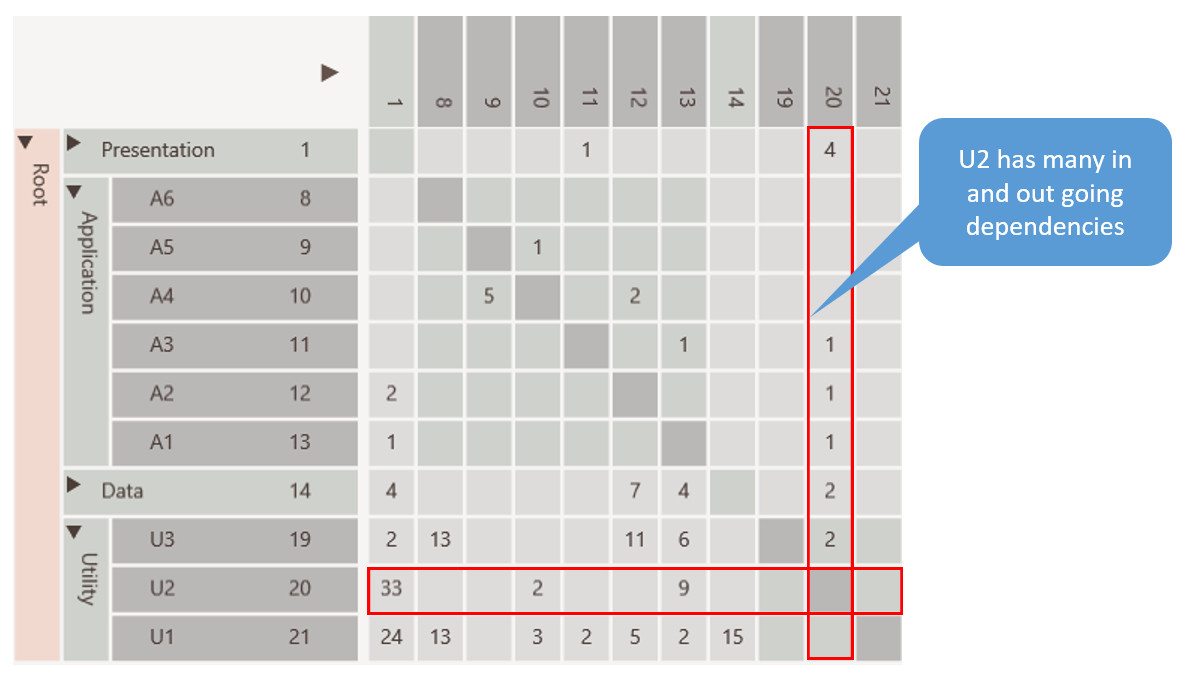 1 8 9 10 11 12 13 14 19 20 21
Root
Presentation 1 1 4
Application
A6 8
A5 9 1
A4 10 5 2
A3 11 1 1
A2 12 2 1
A1 13 1 1
Data 14 4 7 4 2
Utility
U3 19 2 13 11 6 2
U2 20 33 2 9
U1 21 24 13 3 2 5 2 15
U2 has many in
and out going
dependencies